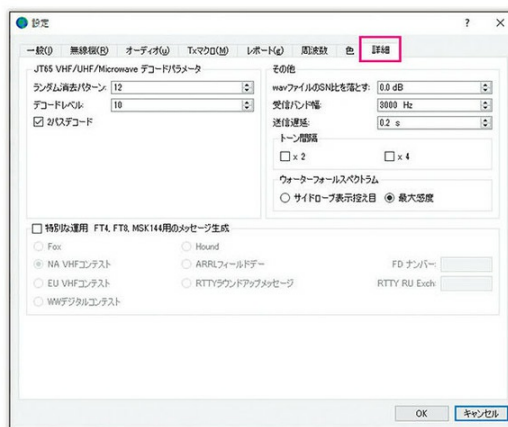 設定
一般(l) 無線機(R) オーディオ(u) Txマクロ(M) レポート(g) 周波数 色 詳細
JT65 VHF/UHF/Microwave デコードパラメータ
ランダム消去パターン: 12
デコードレベル: 10
2パスデコード
その他
wavファイルのSN比を落とす: 0.0 dB
受信バンド幅: 3000 Hz
送信遅延: 0.2 s
トーン間隔
x 2 x 4
ウォーターフォールスペクトラム
サイドローブ表示控え目 最大感度
特別な運用 FT4, FT8, MSK144用のメッセージ生成
Fox Hound
NA VHFコンテスト ARRLフィールドデー FD ナンバー:
EU VHFコンテスト RTTYラウンドアップメッセージ RTTY RU Exch:
WWデジタルコンテスト
OK キャンセル